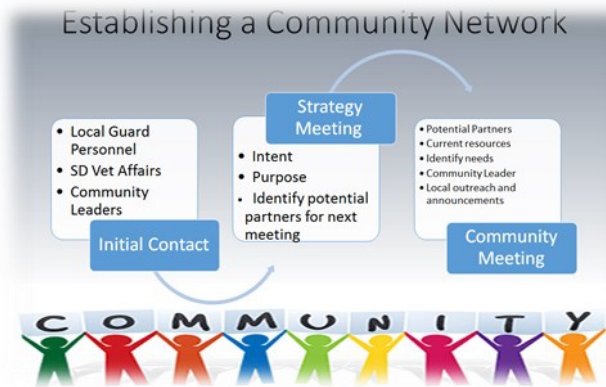 Establishing a Community Network
• Local Guard
Personnel
• SD Vet Affairs
• Community
Leaders
Initial Contact
Strategy
Meeting
• Intent
• Purpose
• Identify potential
partners for next
meeting
• Potential Partners
• Current resources
• Identify needs
• Community Leader
• Local outreach and
announcements
Community
Meeting
COMMUNITY